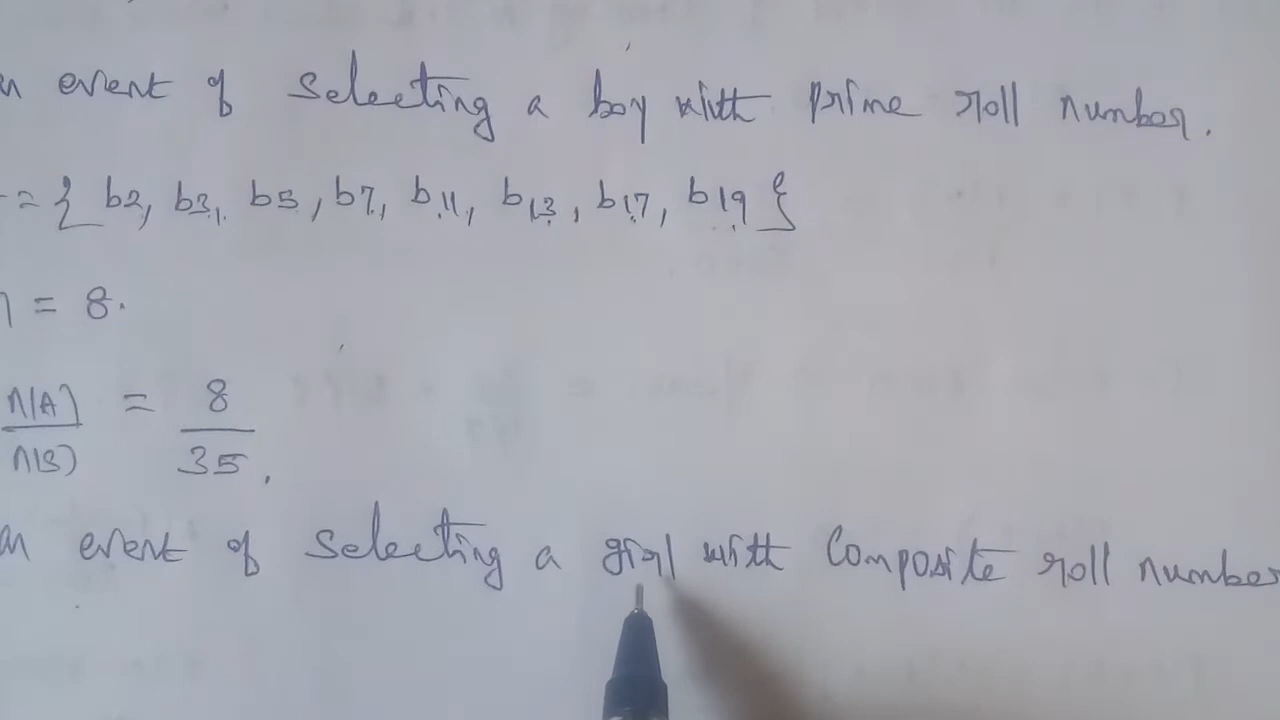 n event of selecting a boy with prime roll number.
= { b2, b3, b5, b7, b11, b13, b17, b19 }
) = 8.
n(A) / n(S) = 8 / 35.
an event of selecting a girl with Composite roll number